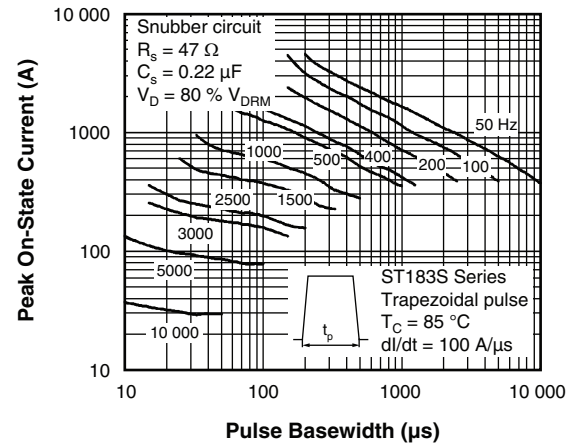 Peak On-State Current (A)
10 000
1000
100
10
Snubber circuit
Rs = 47 Ω
Cs = 0.22 µF
VD = 80 % VDRM
50 Hz
1000
500
400
200
100
2500
1500
3000
5000
10 000
tp
ST183S Series
Trapezoidal pulse
TC = 85 °C
dI/dt = 100 A/µs
10
100
1000
10 000
Pulse Basewidth (µs)